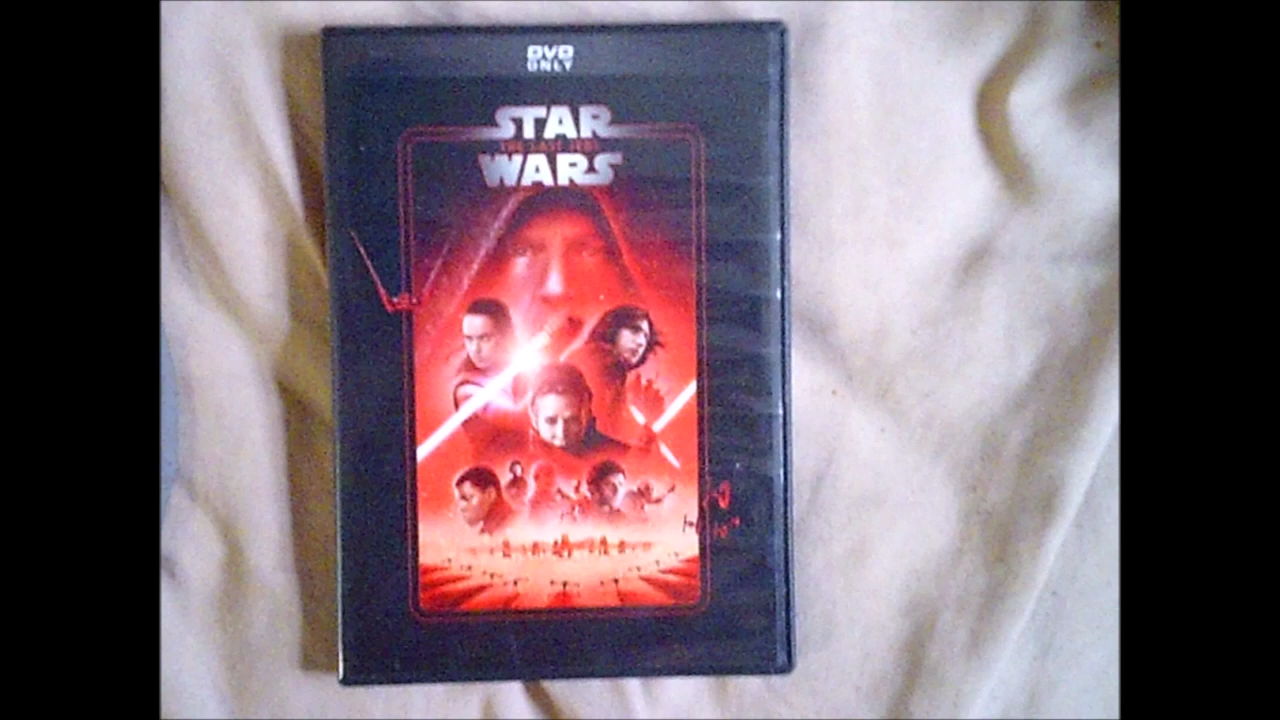 DVD
ONLY
STAR
THE LAST JEDI
WARS